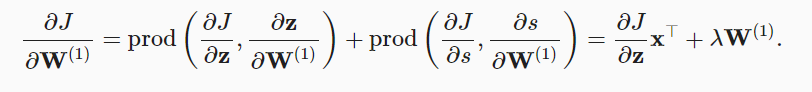 ∂J/∂W⁽¹⁾ = prod(∂J/∂z, ∂z/∂W⁽¹⁾) + prod(∂J/∂s, ∂s/∂W⁽¹⁾) = ∂J/∂z x⊤ + λW⁽¹⁾.